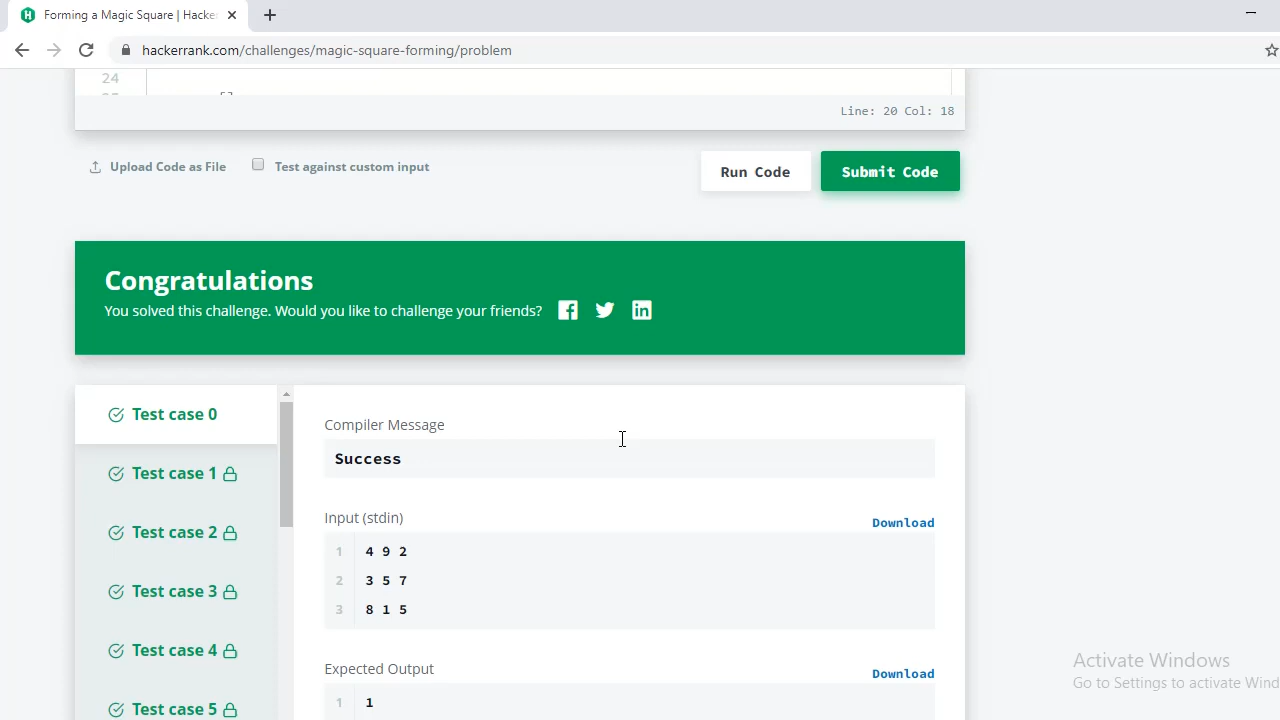 Forming a Magic Square | Hacke
hackerrank.com/challenges/magic-square-forming/problem
24
Line: 20 Col: 18
Upload Code as File
Test against custom input
Run Code
Submit Code
Congratulations
You solved this challenge. Would you like to challenge your friends?
Test case 0
Test case 1
Test case 2
Test case 3
Test case 4
Test case 5
Compiler Message
Success
Input (stdin)
Download
1 4 9 2
2 3 5 7
3 8 1 5
Expected Output
Download
1 1
Activate Windows
Go to Settings to activate Wind